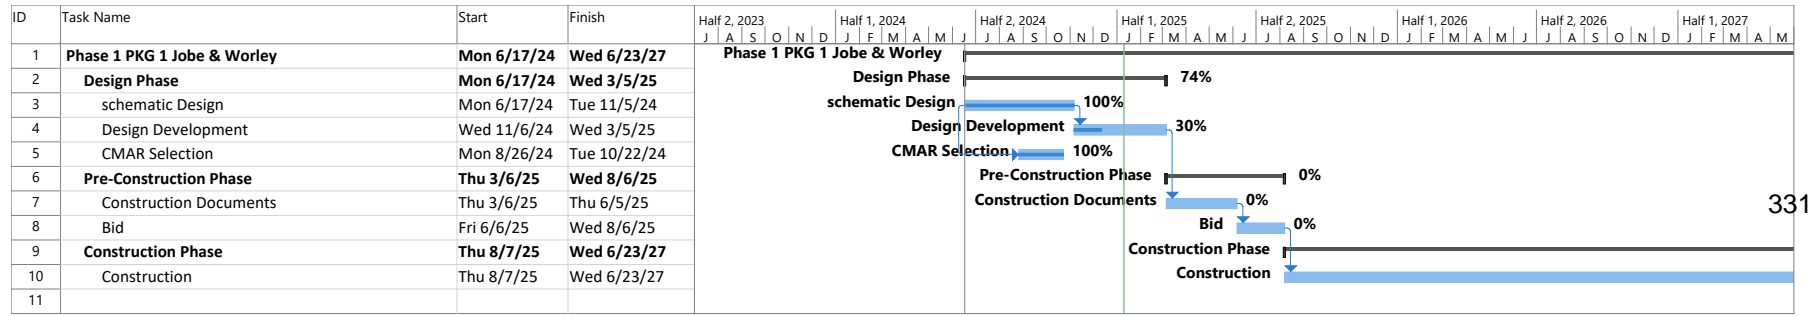 ID Task Name Start Finish Half 2, 2023 Half 1, 2024 Half 2, 2024 Half 1, 2025 Half 2, 2025 Half 1, 2026 Half 2, 2026 Half 1, 2027
J A S O N D J F M A M J J A S O N D J F M A M J J A S O N D J F M A M J J A S O N D J F M A M
1 Phase 1 PKG 1 Jobe & Worley Mon 6/17/24 Wed 6/23/27 Phase 1 PKG 1 Jobe & Worley
2 Design Phase Mon 6/17/24 Wed 3/5/25 Design Phase 74%
3 schematic Design Mon 6/17/24 Tue 11/5/24 schematic Design 100%
4 Design Development Wed 11/6/24 Wed 3/5/25 Design Development 30%
5 CMAR Selection Mon 8/26/24 Tue 10/22/24 CMAR Selection 100%
6 Pre-Construction Phase Thu 3/6/25 Wed 8/6/25 Pre-Construction Phase 0%
7 Construction Documents Thu 3/6/25 Thu 6/5/25 Construction Documents 0% 331
8 Bid Fri 6/6/25 Wed 8/6/25 Bid 0%
9 Construction Phase Thu 8/7/25 Wed 6/23/27 Construction Phase
10 Construction Thu 8/7/25 Wed 6/23/27 Construction
11